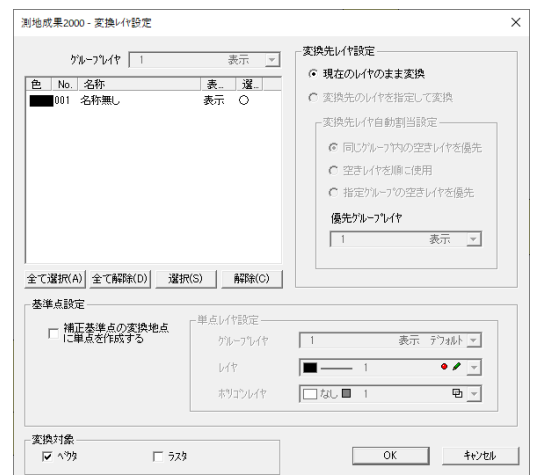 測地成果2000 - 変換ﾚｲﾔ設定
ｸﾞﾙｰﾌﾟﾚｲﾔ 1 表示
色 No. 名称 表... 選...
001 名称無し 表示 ○
全て選択(A) 全て解除(D) 選択(S) 解除(C)
変換先ﾚｲﾔ設定
現在のﾚｲﾔのまま変換
変換先のﾚｲﾔを指定して変換
変換先ﾚｲﾔ自動割当設定
同じｸﾞﾙｰﾌﾟ内の空きﾚｲﾔを優先
空きﾚｲﾔを順に使用
指定ｸﾞﾙｰﾌﾟの空きﾚｲﾔを優先
優先ｸﾞﾙｰﾌﾟﾚｲﾔ
1 表示
基準点設定
補正基準点の変換地点
に単点を作成する
単点ﾚｲﾔ設定
ｸﾞﾙｰﾌﾟﾚｲﾔ 1 表示 ﾃﾞﾌｫﾙﾄ
ﾚｲﾔ 1
ﾎﾟﾘｺﾞﾝﾚｲﾔ なし 1
変換対象
ﾍﾞｸﾀ ﾗｽﾀ
OK ｷｬﾝｾﾙ